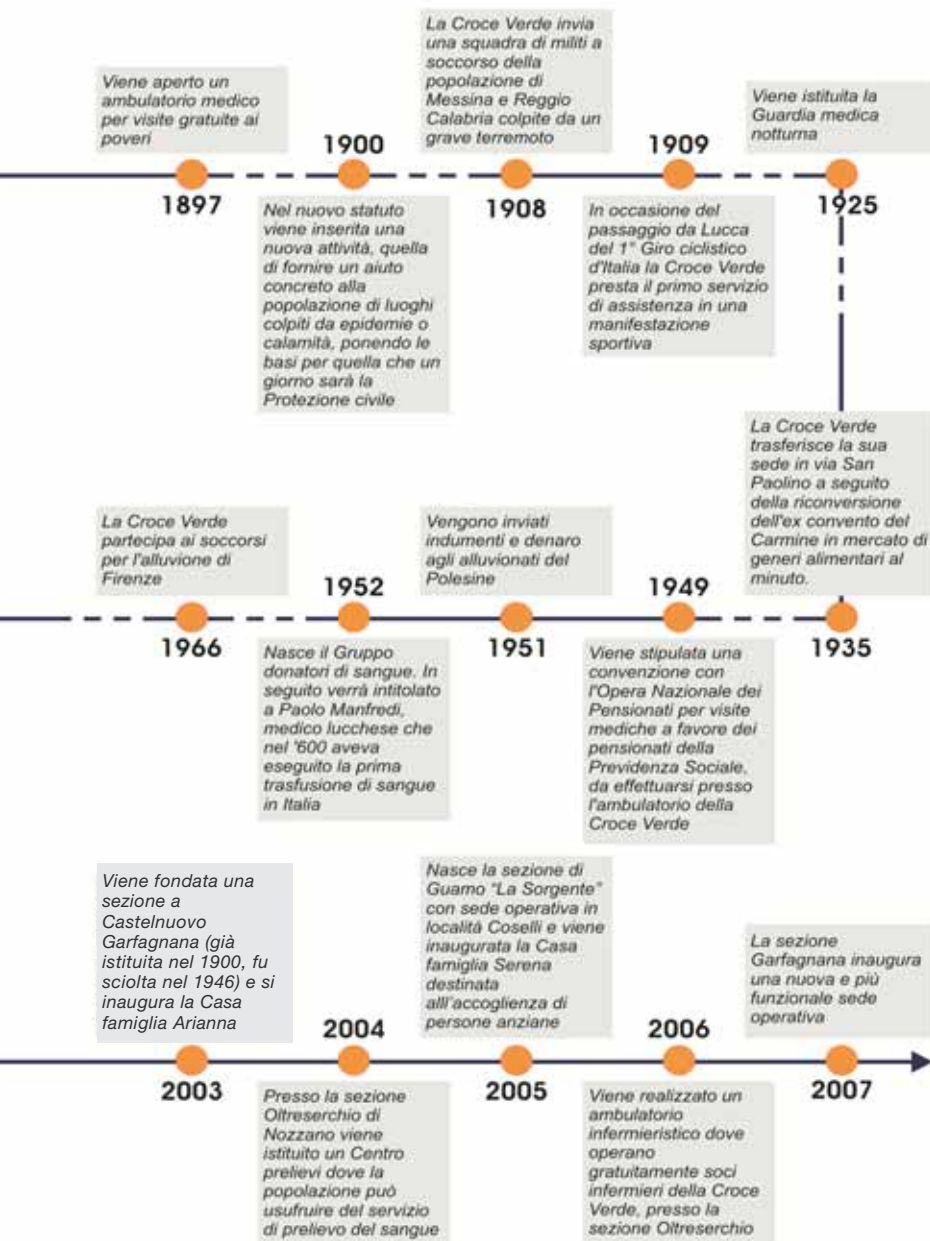 Viene aperto un
ambulatorio medico
per visite gratuite ai
poveri
1897
1900
Nel nuovo statuto
viene inserita una
nuova attività, quella
di fornire un aiuto
concreto alla
popolazione di luoghi
colpiti da epidemie o
calamità, ponendo le
basi per quella che un
giorno sarà la
Protezione civile
La Croce Verde invia
una squadra di militi a
soccorso della
popolazione di
Messina e Reggio
Calabria colpite da un
grave terremoto
1908
1909
In occasione del
passaggio da Lucca
del 1° Giro ciclistico
d'Italia la Croce Verde
presta il primo servizio
di assistenza in una
manifestazione
sportiva
Viene istituita la
Guardia medica
notturna
1925
La Croce Verde
trasferisce la sua
sede in via San
Paolino a seguito
della riconversione
dell'ex convento del
Carmine in mercato di
generi alimentari al
minuto.
1935
1949
Viene stipulata una
convenzione con
l'Opera Nazionale dei
Pensionati per visite
mediche a favore dei
pensionati della
Previdenza Sociale,
da effettuarsi presso
l'ambulatorio della
Croce Verde
Vengono inviati
indumenti e denaro
agli alluvionati del
Polesine
1951
1952
Nasce il Gruppo
donatori di sangue. In
seguito verrà intitolato
a Paolo Manfredi,
medico lucchese che
nel '600 aveva
eseguito la prima
trasfusione di sangue
in Italia
La Croce Verde
partecipa ai soccorsi
per l'alluvione di
Firenze
1966
Viene fondata una
sezione a
Castelnuovo
Garfagnana (già
istituita nel 1900, fu
sciolta nel 1946) e si
inaugura la Casa
famiglia Arianna
2003
2004
Presso la sezione
Oltreserchio di
Nozzano viene
istituito un Centro
prelievi dove la
popolazione può
usufruire del servizio
di prelievo del sangue
Nasce la sezione di
Guamo "La Sorgente"
con sede operativa in
località Coselli e viene
inaugurata la Casa
famiglia Serena
destinata
alll'accoglienza di
persone anziane
2005
2006
Viene realizzato un
ambulatorio
infermieristico dove
operano
gratuitamente soci
infermieri della Croce
Verde, presso la
sezione Oltreserchio
La sezione
Garfagnana inaugura
una nuova e più
funzionale sede
operativa
2007